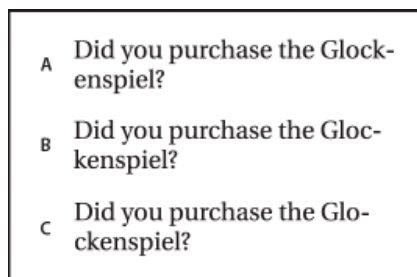 A Did you purchase the Glock-
enspiel?
B Did you purchase the Gloc-
kenspiel?
C Did you purchase the Glo-
ckenspiel?